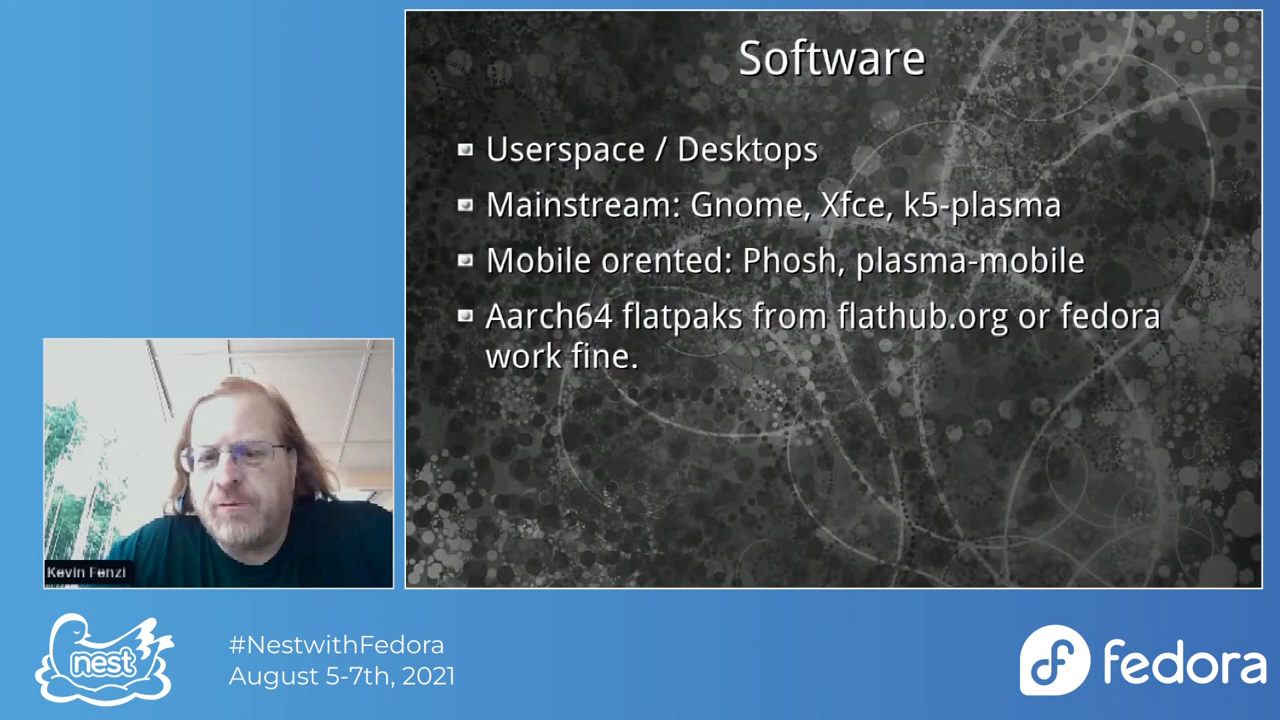 Software
Userspace / Desktops
Mainstream: Gnome, Xfce, k5-plasma
Mobile orented: Phosh, plasma-mobile
Aarch64 flatpaks from flathub.org or fedora
work fine.
Kevin Fenzi
nest
#NestwithFedora
August 5-7th, 2021
fedora